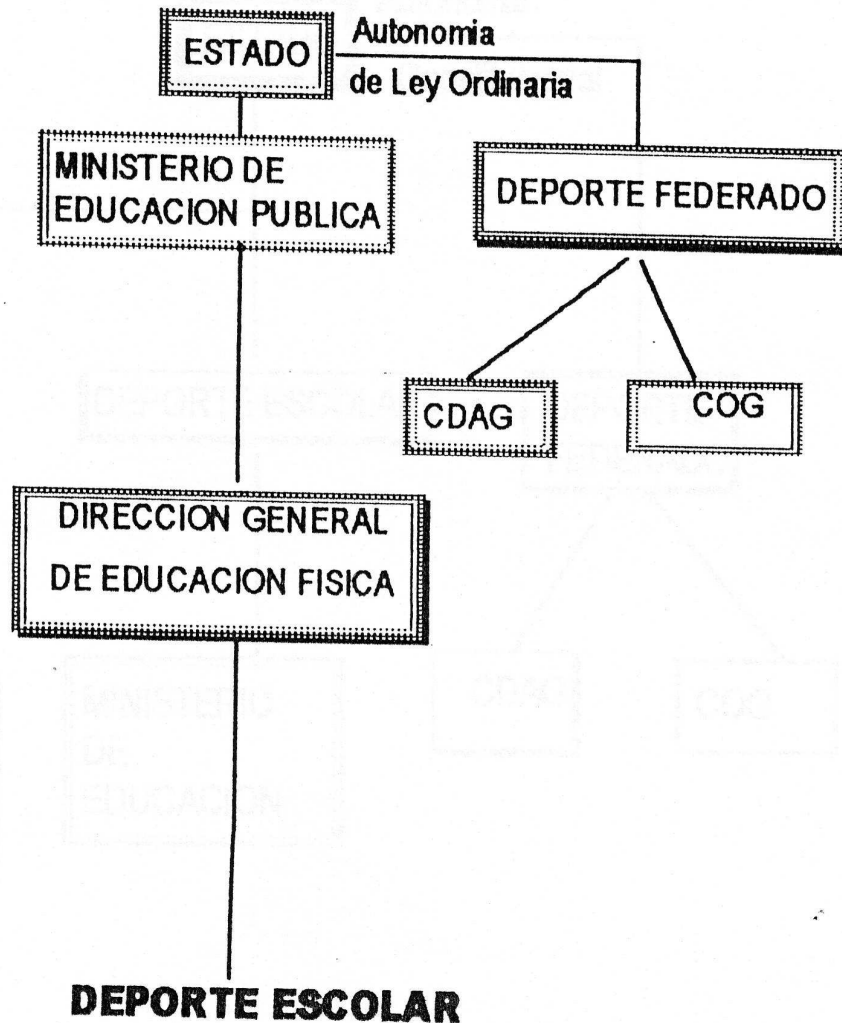 ESTADO
Autonomia
de Ley Ordinaria
MINISTERIO DE
EDUCACION PUBLICA
DEPORTE FEDERADO
CDAG
COG
DIRECCION GENERAL
DE EDUCACION FISICA
DEPORTE ESCOLAR